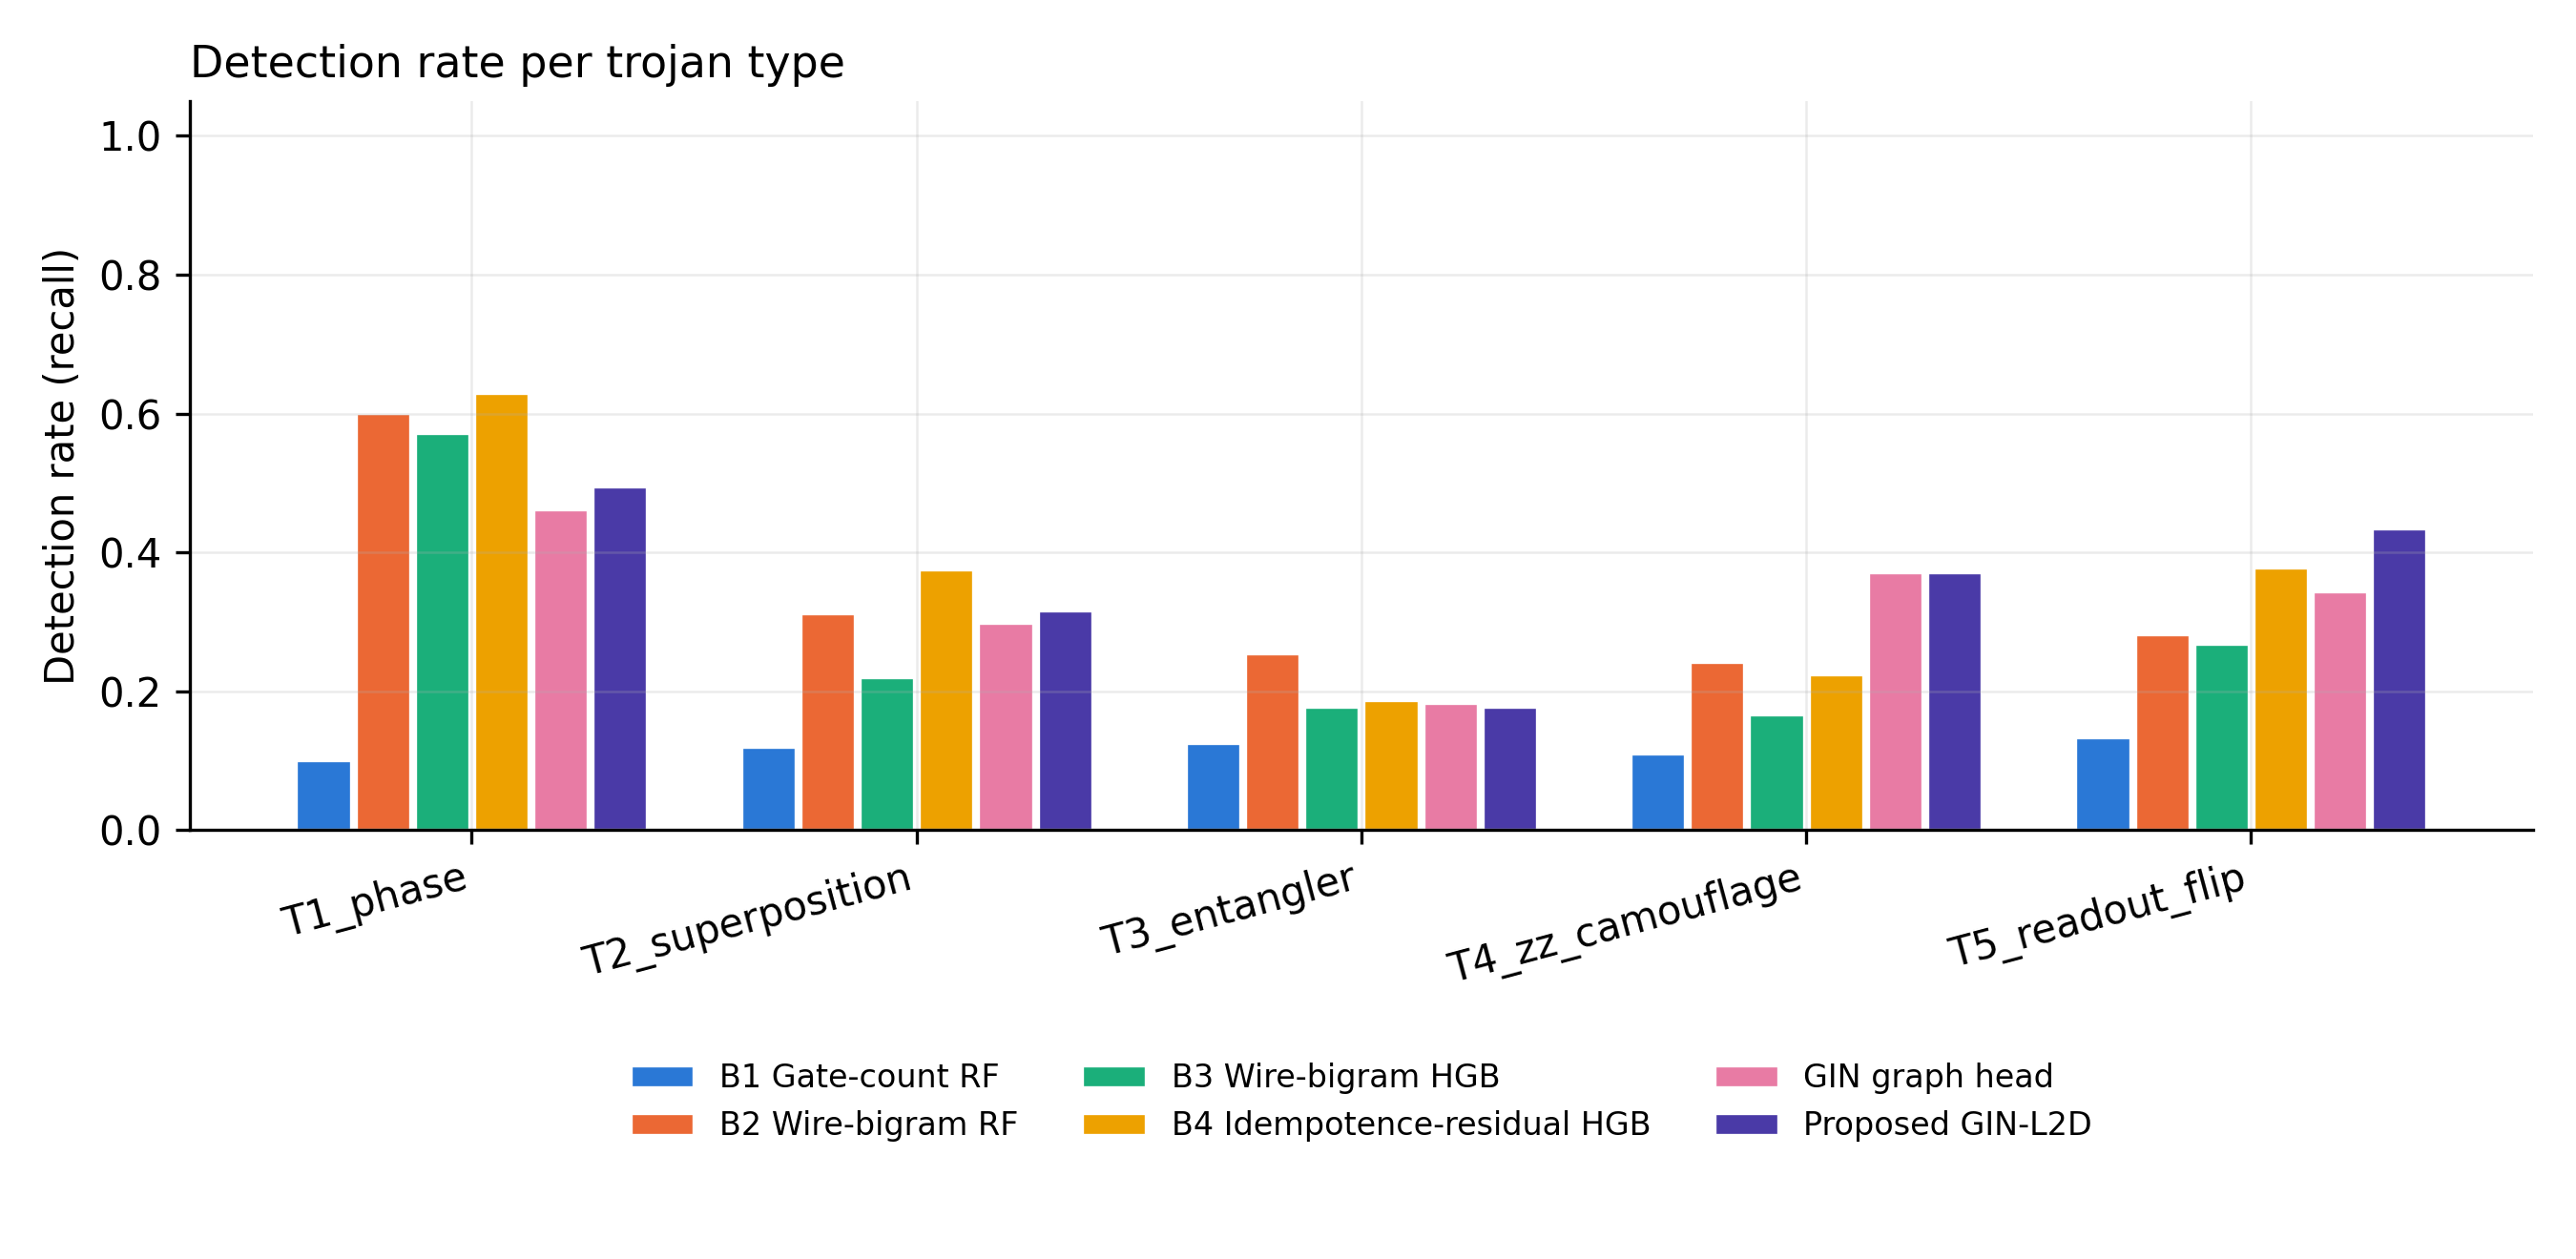 Detection rate per trojan type
Detection rate (recall)
1.0
0.8
0.6
0.4
0.2
0.0
T1_phase
T2_superposition
T3_entangler
T4_zz_camouflage
T5_readout_flip
B1 Gate-count RF
B2 Wire-bigram RF
B3 Wire-bigram HGB
B4 Idempotence-residual HGB
GIN graph head
Proposed GIN-L2D